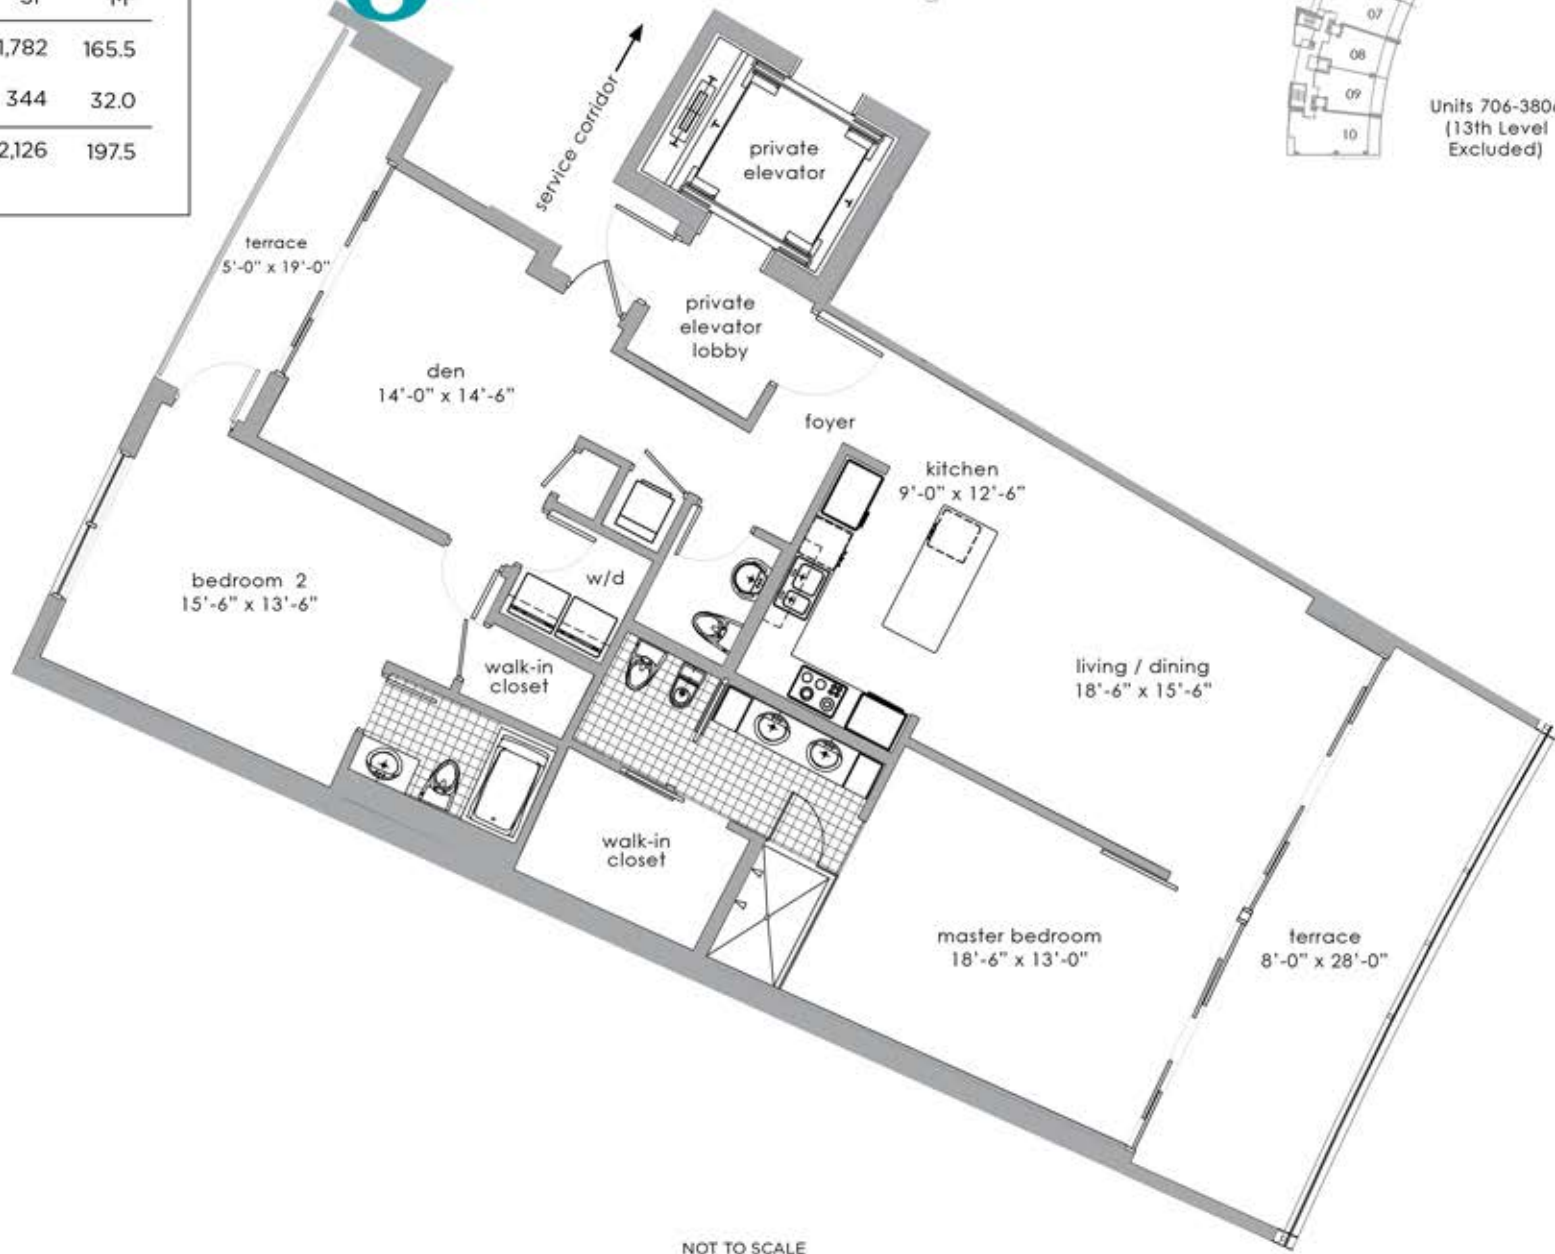 1,782 165.5
344 32.0
2,126 197.5
service corridor
private
elevator
07
08
09
10
Units 706-3806
(13th Level
Excluded)
terrace
5'-0" x 19'-0"
private
elevator
lobby
den
14'-0" x 14'-6"
foyer
kitchen
9'-0" x 12'-6"
w/d
bedroom 2
15'-6" x 13'-6"
walk-in
closet
living / dining
18'-6" x 15'-6"
walk-in
closet
master bedroom
18'-6" x 13'-0"
terrace
8'-0" x 28'-0"
NOT TO SCALE